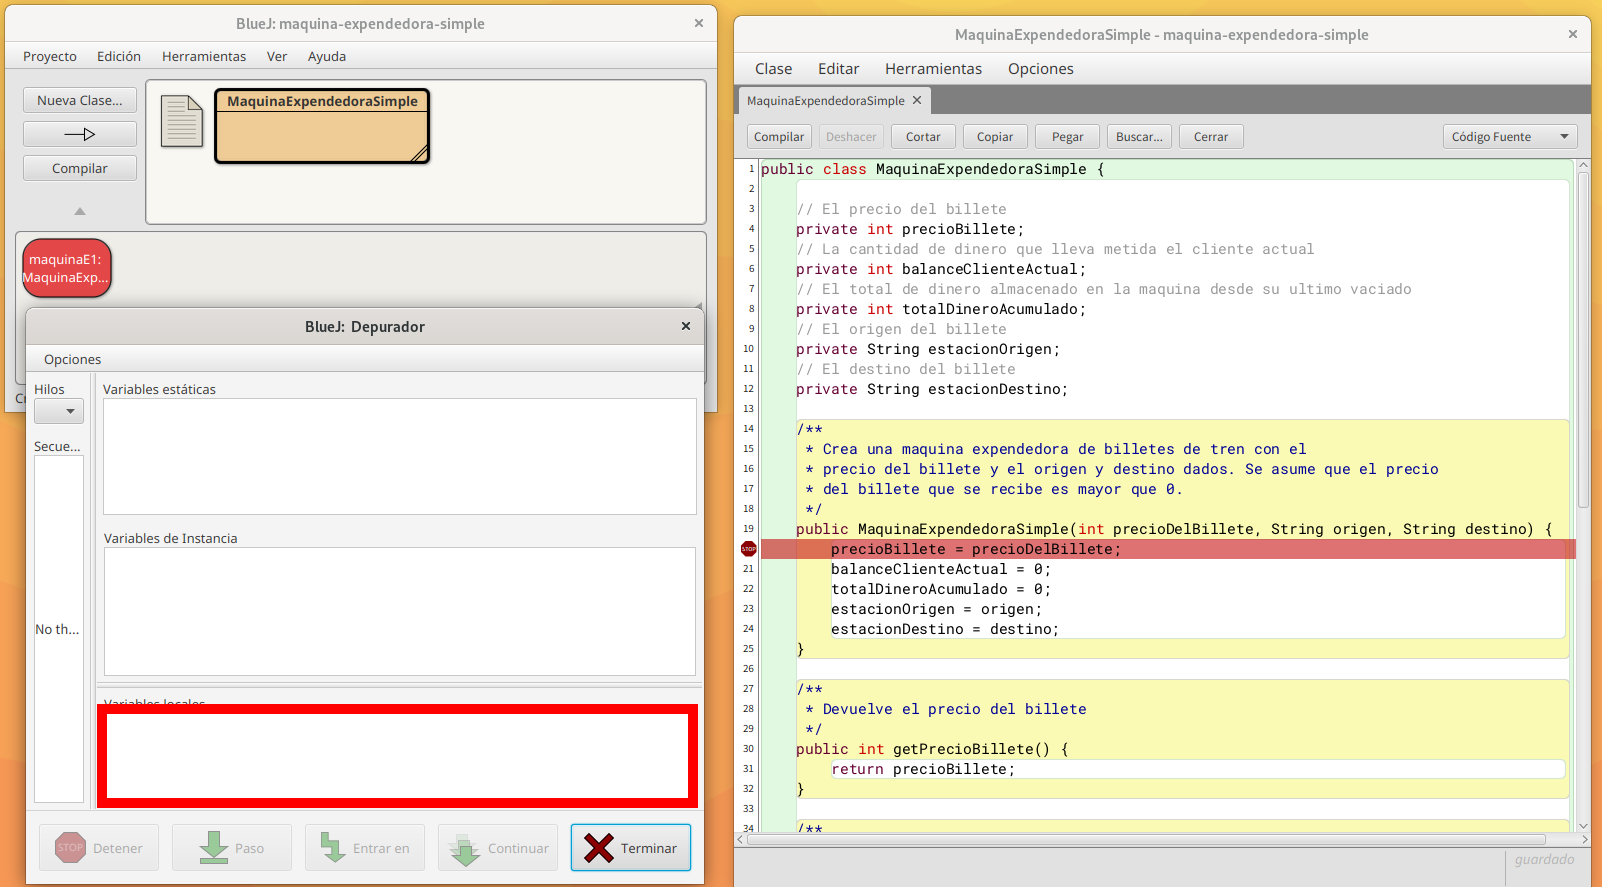 BlueJ: maquina-expendedora-simple
Proyecto Edición Herramientas Ver Ayuda
Nueva Clase...
Compilar
MaquinaExpendedoraSimple
maquinaE1:
MaquinaExp...
BlueJ: Depurador
Opciones
Hilos
Secue...
No th...
Variables estáticas
Variables de Instancia
Variables locales
STOP Detener
Paso
Entrar en
Continuar
Terminar
MaquinaExpendedoraSimple - maquina-expendedora-simple
Clase Editar Herramientas Opciones
MaquinaExpendedoraSimple
Compilar Deshacer Cortar Copiar Pegar Buscar... Cerrar Código Fuente
1 public class MaquinaExpendedoraSimple {
2
3 // El precio del billete
4 private int precioBillete;
5 // La cantidad de dinero que lleva metida el cliente actual
6 private int balanceClienteActual;
7 // El total de dinero almacenado en la maquina desde su ultimo vaciado
8 private int totalDineroAcumulado;
9 // El origen del billete
10 private String estacionOrigen;
11 // El destino del billete
12 private String estacionDestino;
13
14 /**
15 * Crea una maquina expendedora de billetes de tren con el
16 * precio del billete y el origen y destino dados. Se asume que el precio
17 * del billete que se recibe es mayor que 0.
18 */
19 public MaquinaExpendedoraSimple(int precioDelBillete, String origen, String destino) {
STOP precioBillete = precioDelBillete;
21 balanceClienteActual = 0;
22 totalDineroAcumulado = 0;
23 estacionOrigen = origen;
24 estacionDestino = destino;
25 }
26
27 /**
28 * Devuelve el precio del billete
29 */
30 public int getPrecioBillete() {
31 return precioBillete;
32 }
33
34 /**
guardado